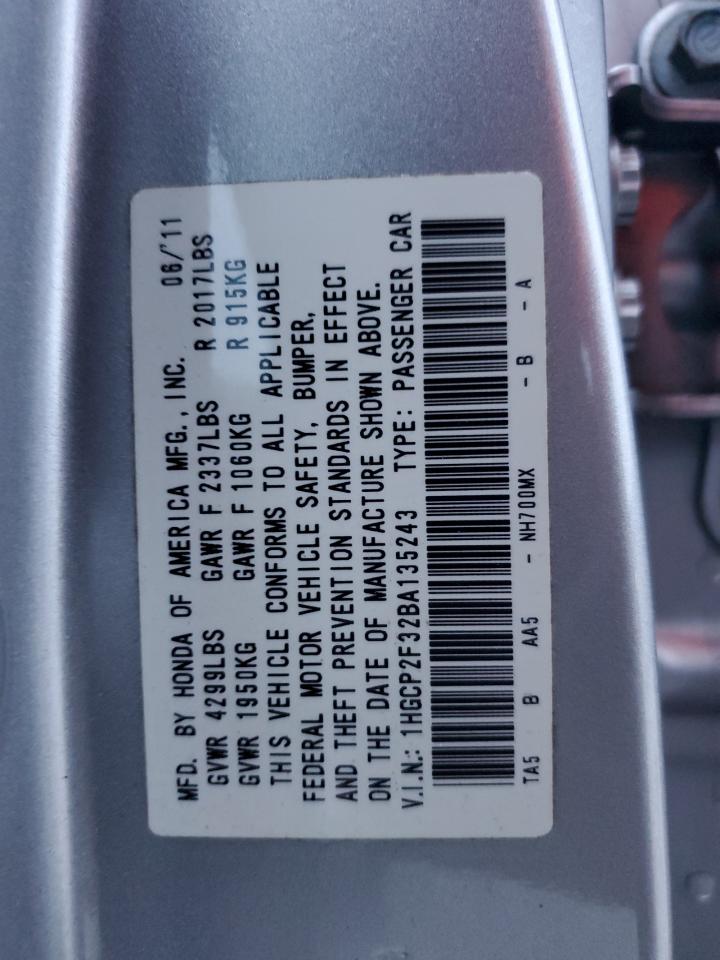 MFD. BY HONDA OF AMERICA MFG., INC. 06/'11
GVWR 4299LBS GAWR F 2337LBS R 2017LBS
GVWR 1950KG GAWR F 1060KG R 915KG
THIS VEHICLE CONFORMS TO ALL APPLICABLE
FEDERAL MOTOR VEHICLE SAFETY, BUMPER,
AND THEFT PREVENTION STANDARDS IN EFFECT
ON THE DATE OF MANUFACTURE SHOWN ABOVE.
V.I.N.: 1HGCP2F32BA135243 TYPE: PASSENGER CAR
TA5 B AA5 - NH700MX - B - A